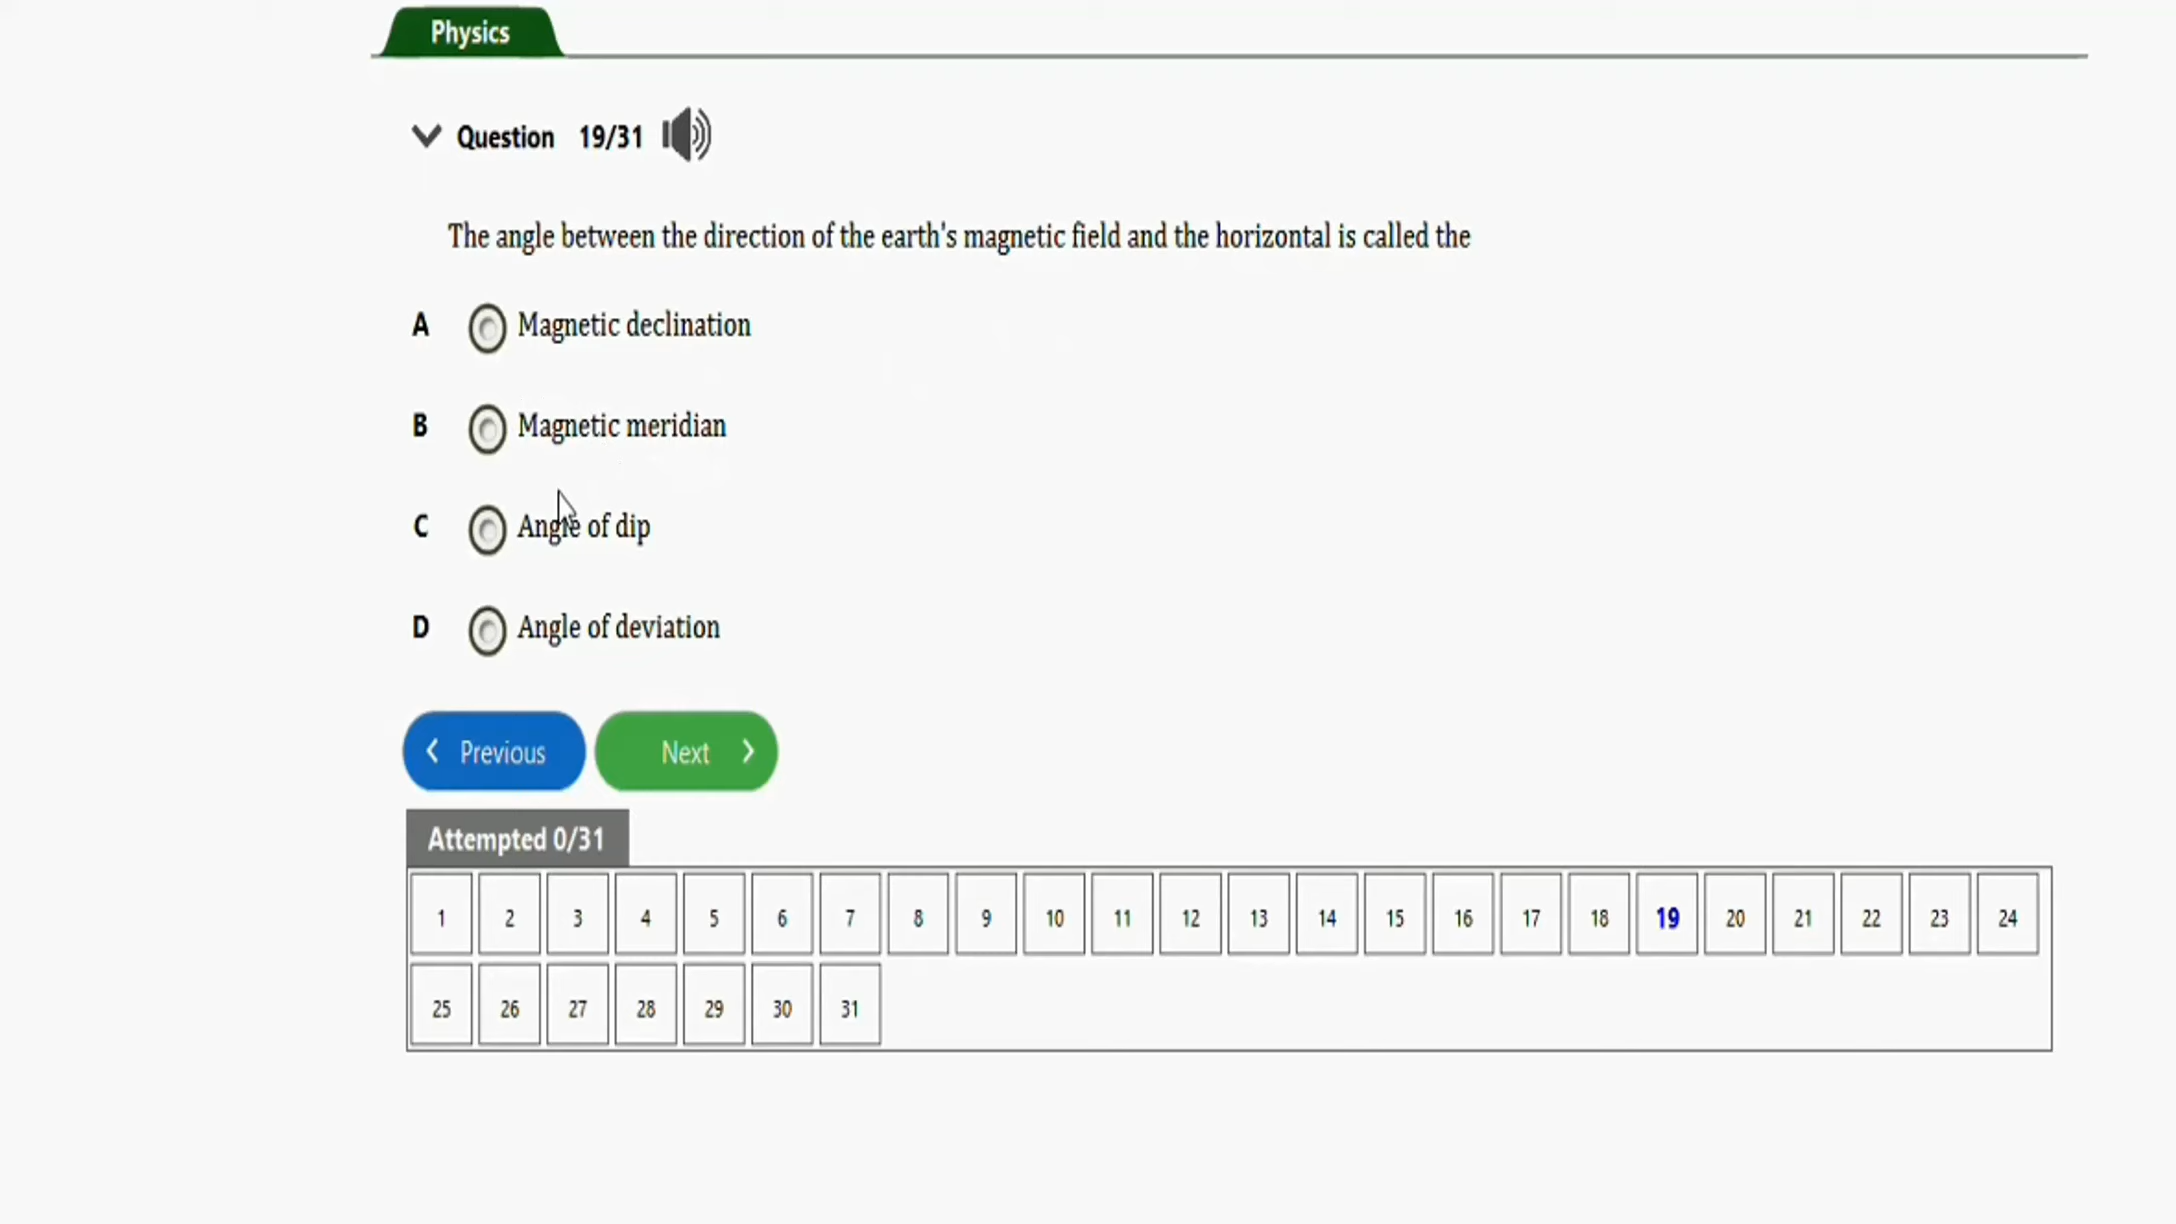 Physics
Question 19/31
The angle between the direction of the earth's magnetic field and the horizontal is called the
A Magnetic declination
B Magnetic meridian
C Angle of dip
D Angle of deviation
Previous Next
Attempted 0/31
1 2 3 4 5 6 7 8 9 10 11 12 13 14 15 16 17 18 19 20 21 22 23 24
25 26 27 28 29 30 31